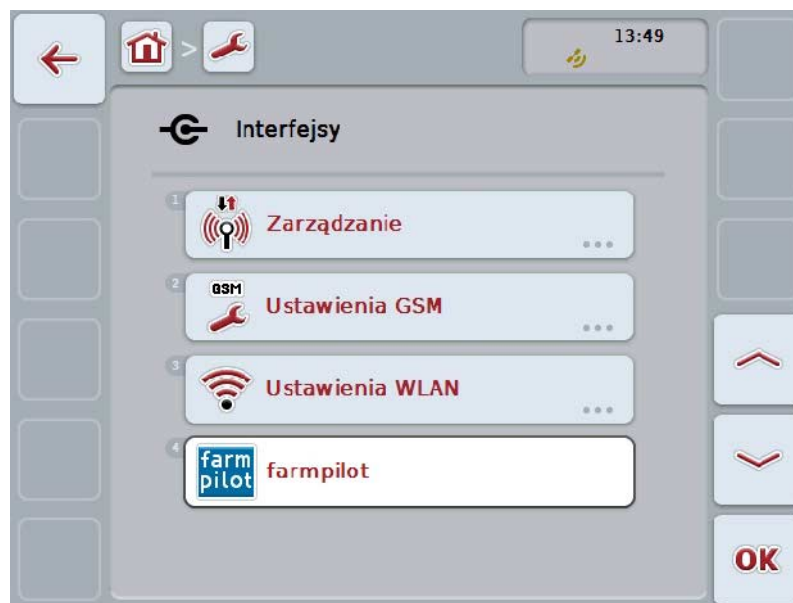 13:49
>
Interfejsy
1
Zarządzanie
2
GSM
Ustawienia GSM
3
Ustawienia WLAN
4
farm
pilot
farmpilot
OK